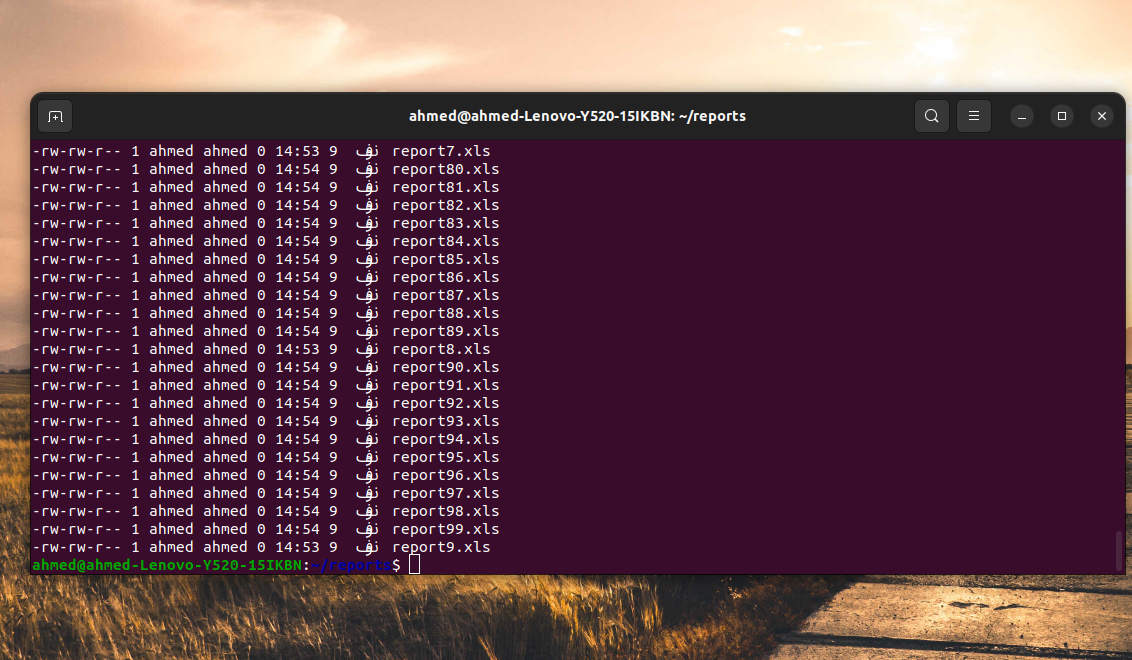 ahmed@ahmed-Lenovo-Y520-15IKBN: ~/reports
-rw-rw-r-- 1 ahmed ahmed 0 14:53 9 نوف report7.xls
-rw-rw-r-- 1 ahmed ahmed 0 14:54 9 نوف report80.xls
-rw-rw-r-- 1 ahmed ahmed 0 14:54 9 نوف report81.xls
-rw-rw-r-- 1 ahmed ahmed 0 14:54 9 نوف report82.xls
-rw-rw-r-- 1 ahmed ahmed 0 14:54 9 نوف report83.xls
-rw-rw-r-- 1 ahmed ahmed 0 14:54 9 نوف report84.xls
-rw-rw-r-- 1 ahmed ahmed 0 14:54 9 نوف report85.xls
-rw-rw-r-- 1 ahmed ahmed 0 14:54 9 نوف report86.xls
-rw-rw-r-- 1 ahmed ahmed 0 14:54 9 نوف report87.xls
-rw-rw-r-- 1 ahmed ahmed 0 14:54 9 نوف report88.xls
-rw-rw-r-- 1 ahmed ahmed 0 14:54 9 نوف report89.xls
-rw-rw-r-- 1 ahmed ahmed 0 14:53 9 نوف report8.xls
-rw-rw-r-- 1 ahmed ahmed 0 14:54 9 نوف report90.xls
-rw-rw-r-- 1 ahmed ahmed 0 14:54 9 نوف report91.xls
-rw-rw-r-- 1 ahmed ahmed 0 14:54 9 نوف report92.xls
-rw-rw-r-- 1 ahmed ahmed 0 14:54 9 نوف report93.xls
-rw-rw-r-- 1 ahmed ahmed 0 14:54 9 نوف report94.xls
-rw-rw-r-- 1 ahmed ahmed 0 14:54 9 نوف report95.xls
-rw-rw-r-- 1 ahmed ahmed 0 14:54 9 نوف report96.xls
-rw-rw-r-- 1 ahmed ahmed 0 14:54 9 نوف report97.xls
-rw-rw-r-- 1 ahmed ahmed 0 14:54 9 نوف report98.xls
-rw-rw-r-- 1 ahmed ahmed 0 14:54 9 نوف report99.xls
-rw-rw-r-- 1 ahmed ahmed 0 14:53 9 نوف report9.xls
ahmed@ahmed-Lenovo-Y520-15IKBN:~/reports$